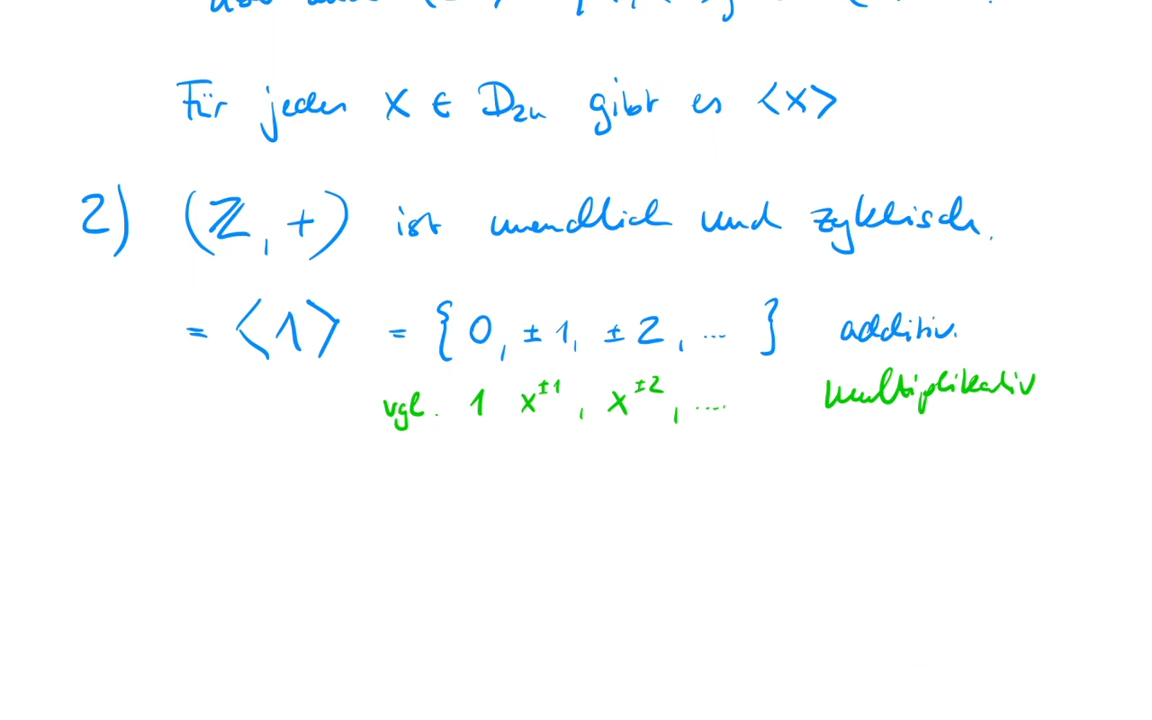 Für jedes x ∈ D₂ₙ gibt es <x>
2) (ℤ, +) ist unendlich und zyklisch.
= <1> = {0, ±1, ±2, ... } additiv.
vgl. 1 x^±1, x^±2, .... multiplikativ